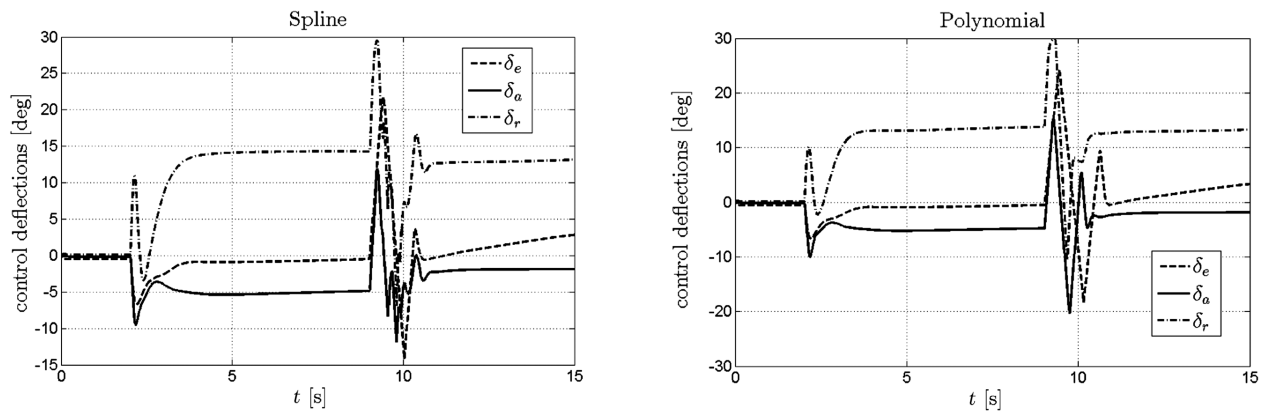 Spline
30
25
20
15
10
5
0
-5
-10
-15
control deflections [deg]
δe
δa
δr
0 5 10 15
t [s]
Polynomial
30
20
10
0
-10
-20
-30
control deflections [deg]
δe
δa
δr
0 5 10 15
t [s]